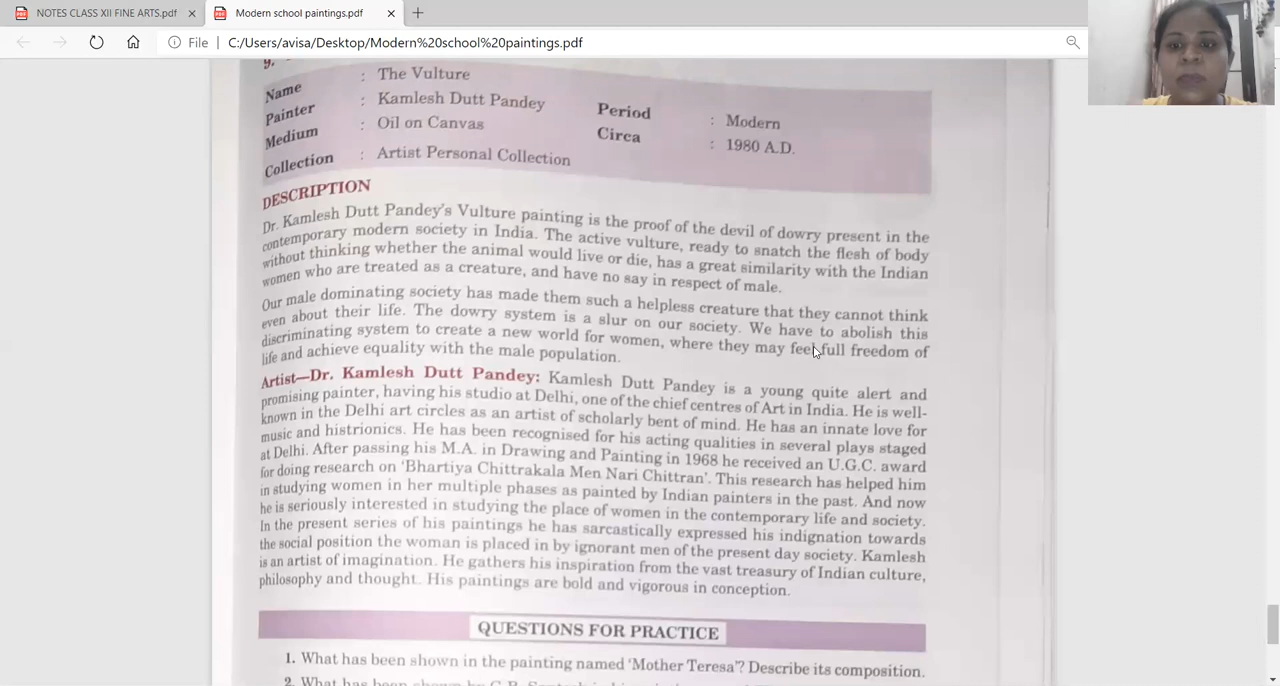 NOTES CLASS XII FINE ARTS.pdf
Modern school paintings.pdf
File
C:/Users/avisa/Desktop/Modern%20school%20paintings.pdf
9.
Name : The Vulture
Painter : Kamlesh Dutt Pandey Period : Modern
Medium : Oil on Canvas Circa : 1980 A.D.
Collection : Artist Personal Collection
DESCRIPTION
Dr. Kamlesh Dutt Pandey's Vulture painting is the proof of the devil of dowry present in the
contemporary modern society in India. The active vulture, ready to snatch the flesh of body
without thinking whether the animal would live or die, has a great similarity with the Indian
women who are treated as a creature, and have no say in respect of male.
Our male dominating society has made them such a helpless creature that they cannot think
even about their life. The dowry system is a slur on our society. We have to abolish this
discriminating system to create a new world for women, where they may feel full freedom of
life and achieve equality with the male population.
Artist—Dr. Kamlesh Dutt Pandey: Kamlesh Dutt Pandey is a young quite alert and
promising painter, having his studio at Delhi, one of the chief centres of Art in India. He is well-
known in the Delhi art circles as an artist of scholarly bent of mind. He has an innate love for
music and histrionics. He has been recognised for his acting qualities in several plays staged
at Delhi. After passing his M.A. in Drawing and Painting in 1968 he received an U.G.C. award
for doing research on 'Bhartiya Chittrakala Men Nari Chittran'. This research has helped him
in studying women in her multiple phases as painted by Indian painters in the past. And now
he is seriously interested in studying the place of women in the contemporary life and society.
In the present series of his paintings he has sarcastically expressed his indignation towards
the social position the woman is placed in by ignorant men of the present day society. Kamlesh
is an artist of imagination. He gathers his inspiration from the vast treasury of Indian culture,
philosophy and thought. His paintings are bold and vigorous in conception.
QUESTIONS FOR PRACTICE
1. What has been shown in the painting named 'Mother Teresa'? Describe its composition.
2. What has been shown by